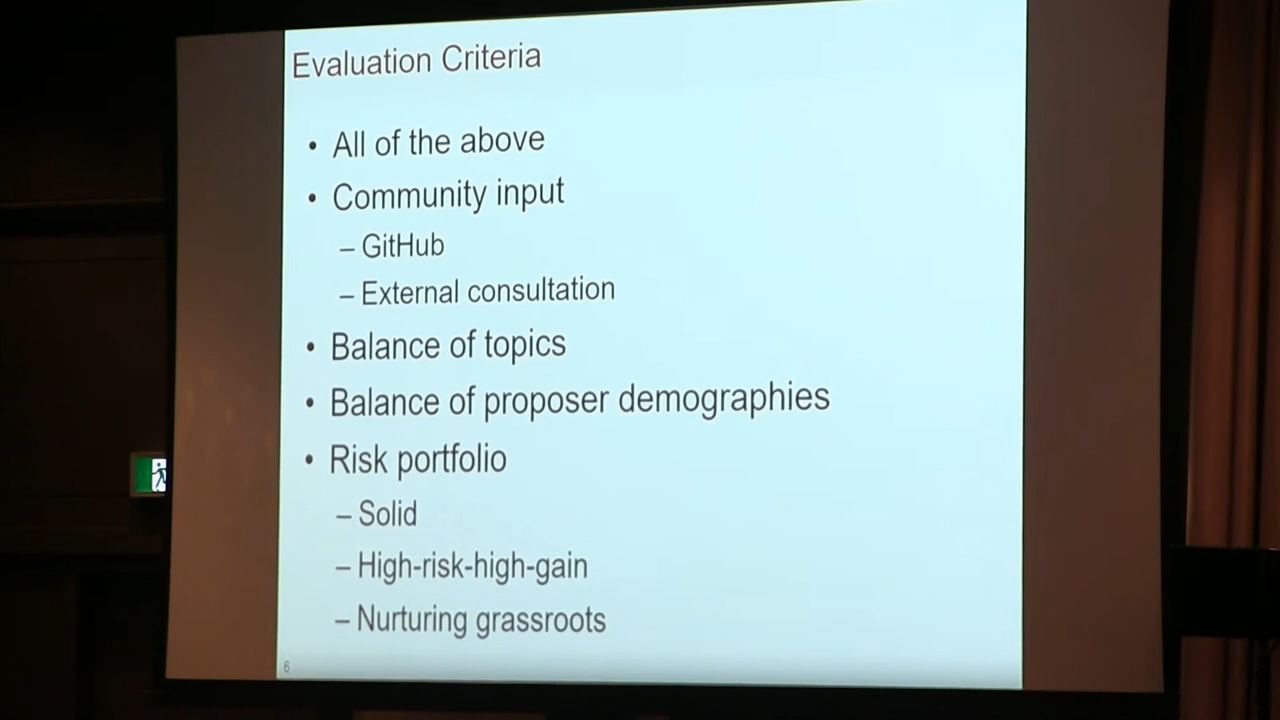 Evaluation Criteria
• All of the above
• Community input
– GitHub
– External consultation
• Balance of topics
• Balance of proposer demographies
• Risk portfolio
– Solid
– High-risk-high-gain
– Nurturing grassroots
6